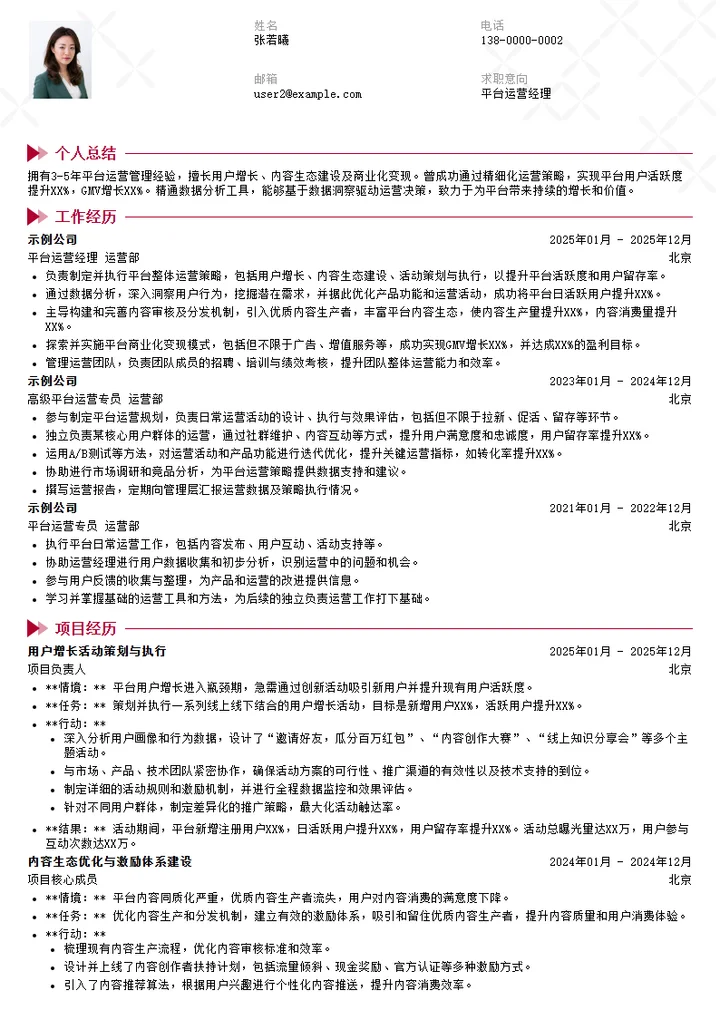 姓名
张若曦
电话
138-0000-0002
邮箱
user2@example.com
求职意向
平台运营经理
个人总结
拥有3-5年平台运营管理经验，擅长用户增长、内容生态建设及商业化变现。曾成功通过精细化运营策略，实现平台用户活跃度
提升XX%，GMV增长XX%。精通数据分析工具，能够基于数据洞察驱动运营决策，致力于为平台带来持续的增长和价值。
工作经历
示例公司 2025年01月 - 2025年12月
平台运营经理 运营部 北京
• 负责制定并执行平台整体运营策略，包括用户增长、内容生态建设、活动策划与执行，以提升平台活跃度和用户留存率。
• 通过数据分析，深入洞察用户行为，挖掘潜在需求，并据此优化产品功能和运营活动，成功将平台日活跃用户提升XX%。
• 主导构建和完善内容审核及分发机制，引入优质内容生产者，丰富平台内容生态，使内容生产量提升XX%，内容消费量提升
XX%。
• 探索并实施平台商业化变现模式，包括但不限于广告、增值服务等，成功实现GMV增长XX%，并达成XX%的盈利目标。
• 管理运营团队，负责团队成员的招聘、培训与绩效考核，提升团队整体运营能力和效率。
示例公司 2023年01月 - 2024年12月
高级平台运营专员 运营部 北京
• 参与制定平台运营规划，负责日常运营活动的设计、执行与效果评估，包括但不限于拉新、促活、留存等环节。
• 独立负责某核心用户群体的运营，通过社群维护、内容互动等方式，提升用户满意度和忠诚度，用户留存率提升XX%。
• 运用A/B测试等方法，对运营活动和产品功能进行迭代优化，提升关键运营指标，如转化率提升XX%。
• 协助进行市场调研和竞品分析，为平台运营策略提供数据支持和建议。
• 撰写运营报告，定期向管理层汇报运营数据及策略执行情况。
示例公司 2021年01月 - 2022年12月
平台运营专员 运营部 北京
• 执行平台日常运营工作，包括内容发布、用户互动、活动支持等。
• 协助运营经理进行用户数据收集和初步分析，识别运营中的问题和机会。
• 参与用户反馈的收集与整理，为产品和运营的改进提供信息。
• 学习并掌握基础的运营工具和方法，为后续的独立负责运营工作打下基础。
项目经历
用户增长活动策划与执行 2025年01月 - 2025年12月
项目负责人 北京
• **情境：** 平台用户增长进入瓶颈期，急需通过创新活动吸引新用户并提升现有用户活跃度。
• **任务：** 策划并执行一系列线上线下结合的用户增长活动，目标是新增用户XX%，活跃用户提升XX%。
• **行动：**
• 深入分析用户画像和行为数据，设计了“邀请好友，瓜分百万红包”、“内容创作大赛”、“线上知识分享会”等多个主
题活动。
• 与市场、产品、技术团队紧密协作，确保活动方案的可行性、推广渠道的有效性以及技术支持的到位。
• 制定详细的活动规则和激励机制，并进行全程数据监控和效果评估。
• 针对不同用户群体，制定差异化的推广策略，最大化活动触达率。
• **结果：** 活动期间，平台新增注册用户XX%，日活跃用户提升XX%，用户留存率提升XX%。活动总曝光量达XX万，用户参与
互动次数达XX万。
内容生态优化与激励体系建设 2024年01月 - 2024年12月
项目核心成员 北京
• **情境：** 平台内容同质化严重，优质内容生产者流失，用户对内容消费的满意度下降。
• **任务：** 优化内容生产和分发机制，建立有效的激励体系，吸引和留住优质内容生产者，提升内容质量和用户消费体验。
• **行动：**
• 梳理现有内容生产流程，优化内容审核标准和效率。
• 设计并上线了内容创作者扶持计划，包括流量倾斜、现金奖励、官方认证等多种激励方式。
• 引入了内容推荐算法，根据用户兴趣进行个性化内容推送，提升内容消费效率。